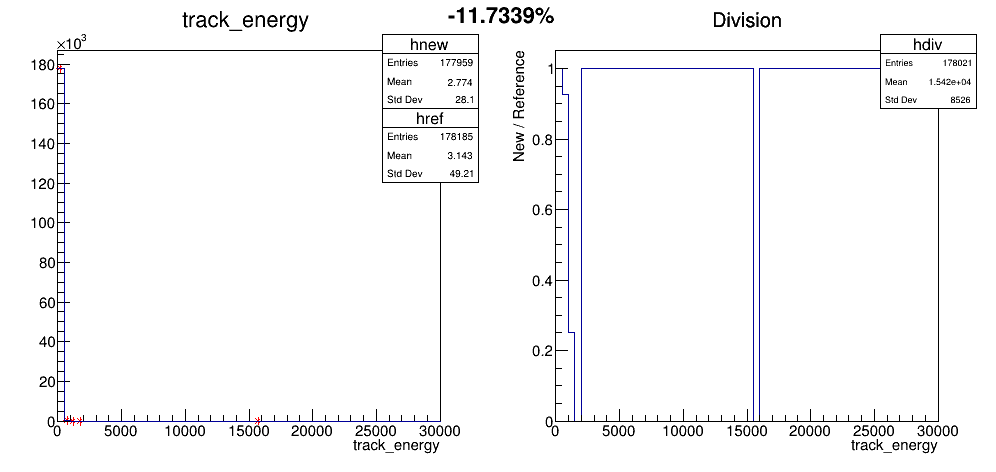 -11.7339%
track_energy
×10³
hnew
Entries 177959
Mean 2.774
Std Dev 28.1
href
Entries 178185
Mean 3.143
Std Dev 49.21
180
160
140
120
100
80
60
40
20
0
0 5000 10000 15000 20000 25000 30000
track_energy
Division
hdiv
Entries 178021
Mean 1.542e+04
Std Dev 8526
New / Reference
1
0.8
0.6
0.4
0.2
0
0 5000 10000 15000 20000 25000 30000
track_energy